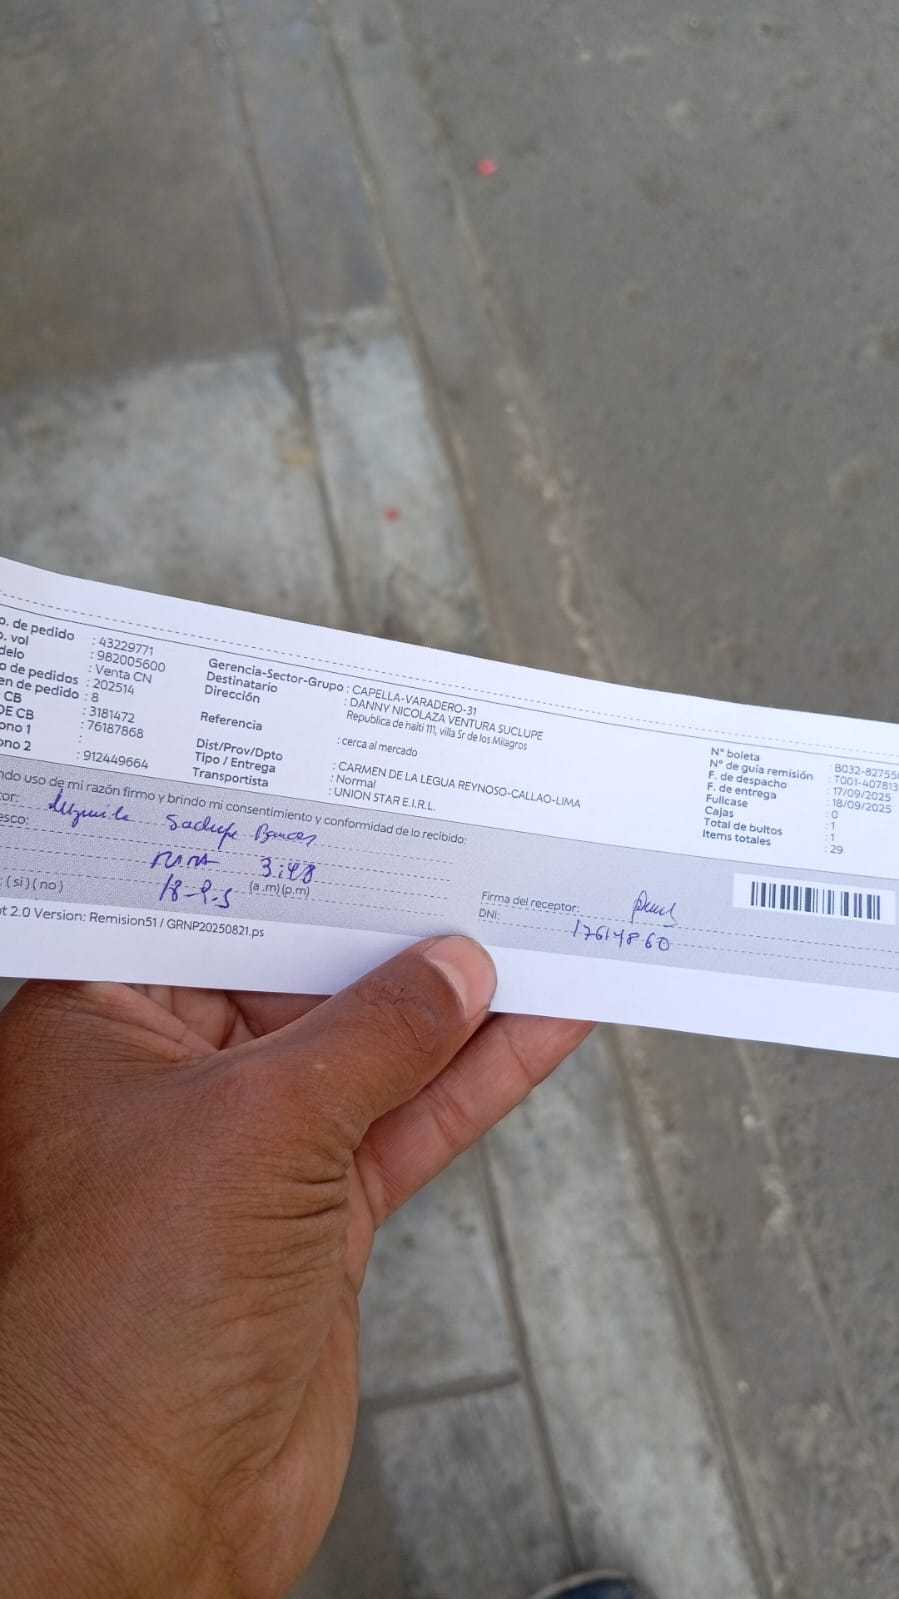 o. de pedido : 43229771
o. vol : 982005600
delo : Venta CN
o de pedidos : 202514
en de pedido : 8
CB : 3181472
DE CB : 76187868
ono 1 :
ono 2 : 912449664
Gerencia-Sector-Grupo : CAPELLA-VARADERO-31
Destinatario : DANNY NICOLAZA VENTURA SUCLUPE
Dirección : Republica de haiti 111, villa Sr de los Milagros
Referencia : cerca al mercado
Dist/Prov/Dpto : CARMEN DE LA LEGUA REYNOSO-CALLAO-LIMA
Tipo / Entrega : Normal
Transportista : UNION STAR E.I.R.L.
N° boleta : B032-827550
N° de guía remisión : T001-407813
F. de despacho : 17/09/2025
F. de entrega : 18/09/2025
Fullcase : 0
Cajas : 1
Total de bultos : 1
Items totales : 29
ndo uso de mi razón firmo y brindo mi consentimiento y conformidad de lo recibido:
tor: Suclupe
esco: 3:48
: ( si ) ( no ) 18-9-5 (a.m) (p.m)
Firma del receptor:
DNI: 17614860
t 2.0 Version: Remision51 / GRNP20250821.ps